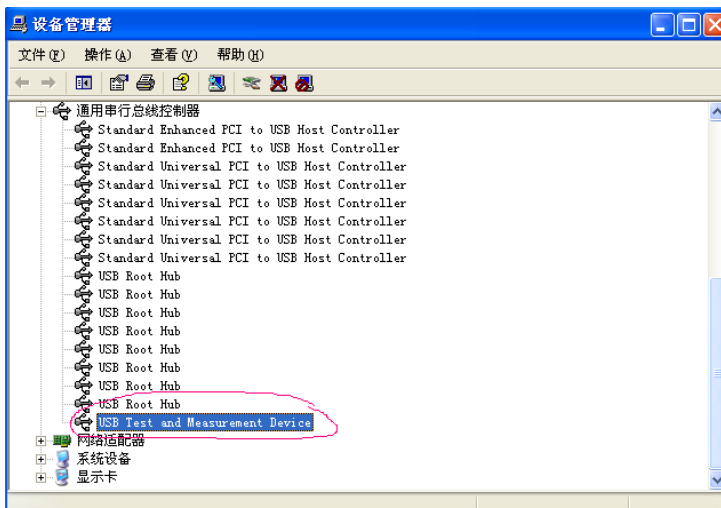 设备管理器
文件(F) 操作(A) 查看(V) 帮助(H)
通用串行总线控制器
Standard Enhanced PCI to USB Host Controller
Standard Enhanced PCI to USB Host Controller
Standard Universal PCI to USB Host Controller
Standard Universal PCI to USB Host Controller
Standard Universal PCI to USB Host Controller
Standard Universal PCI to USB Host Controller
Standard Universal PCI to USB Host Controller
Standard Universal PCI to USB Host Controller
USB Root Hub
USB Root Hub
USB Root Hub
USB Root Hub
USB Root Hub
USB Root Hub
USB Root Hub
USB Root Hub
USB Test and Measurement Device
网络适配器
系统设备
显示卡